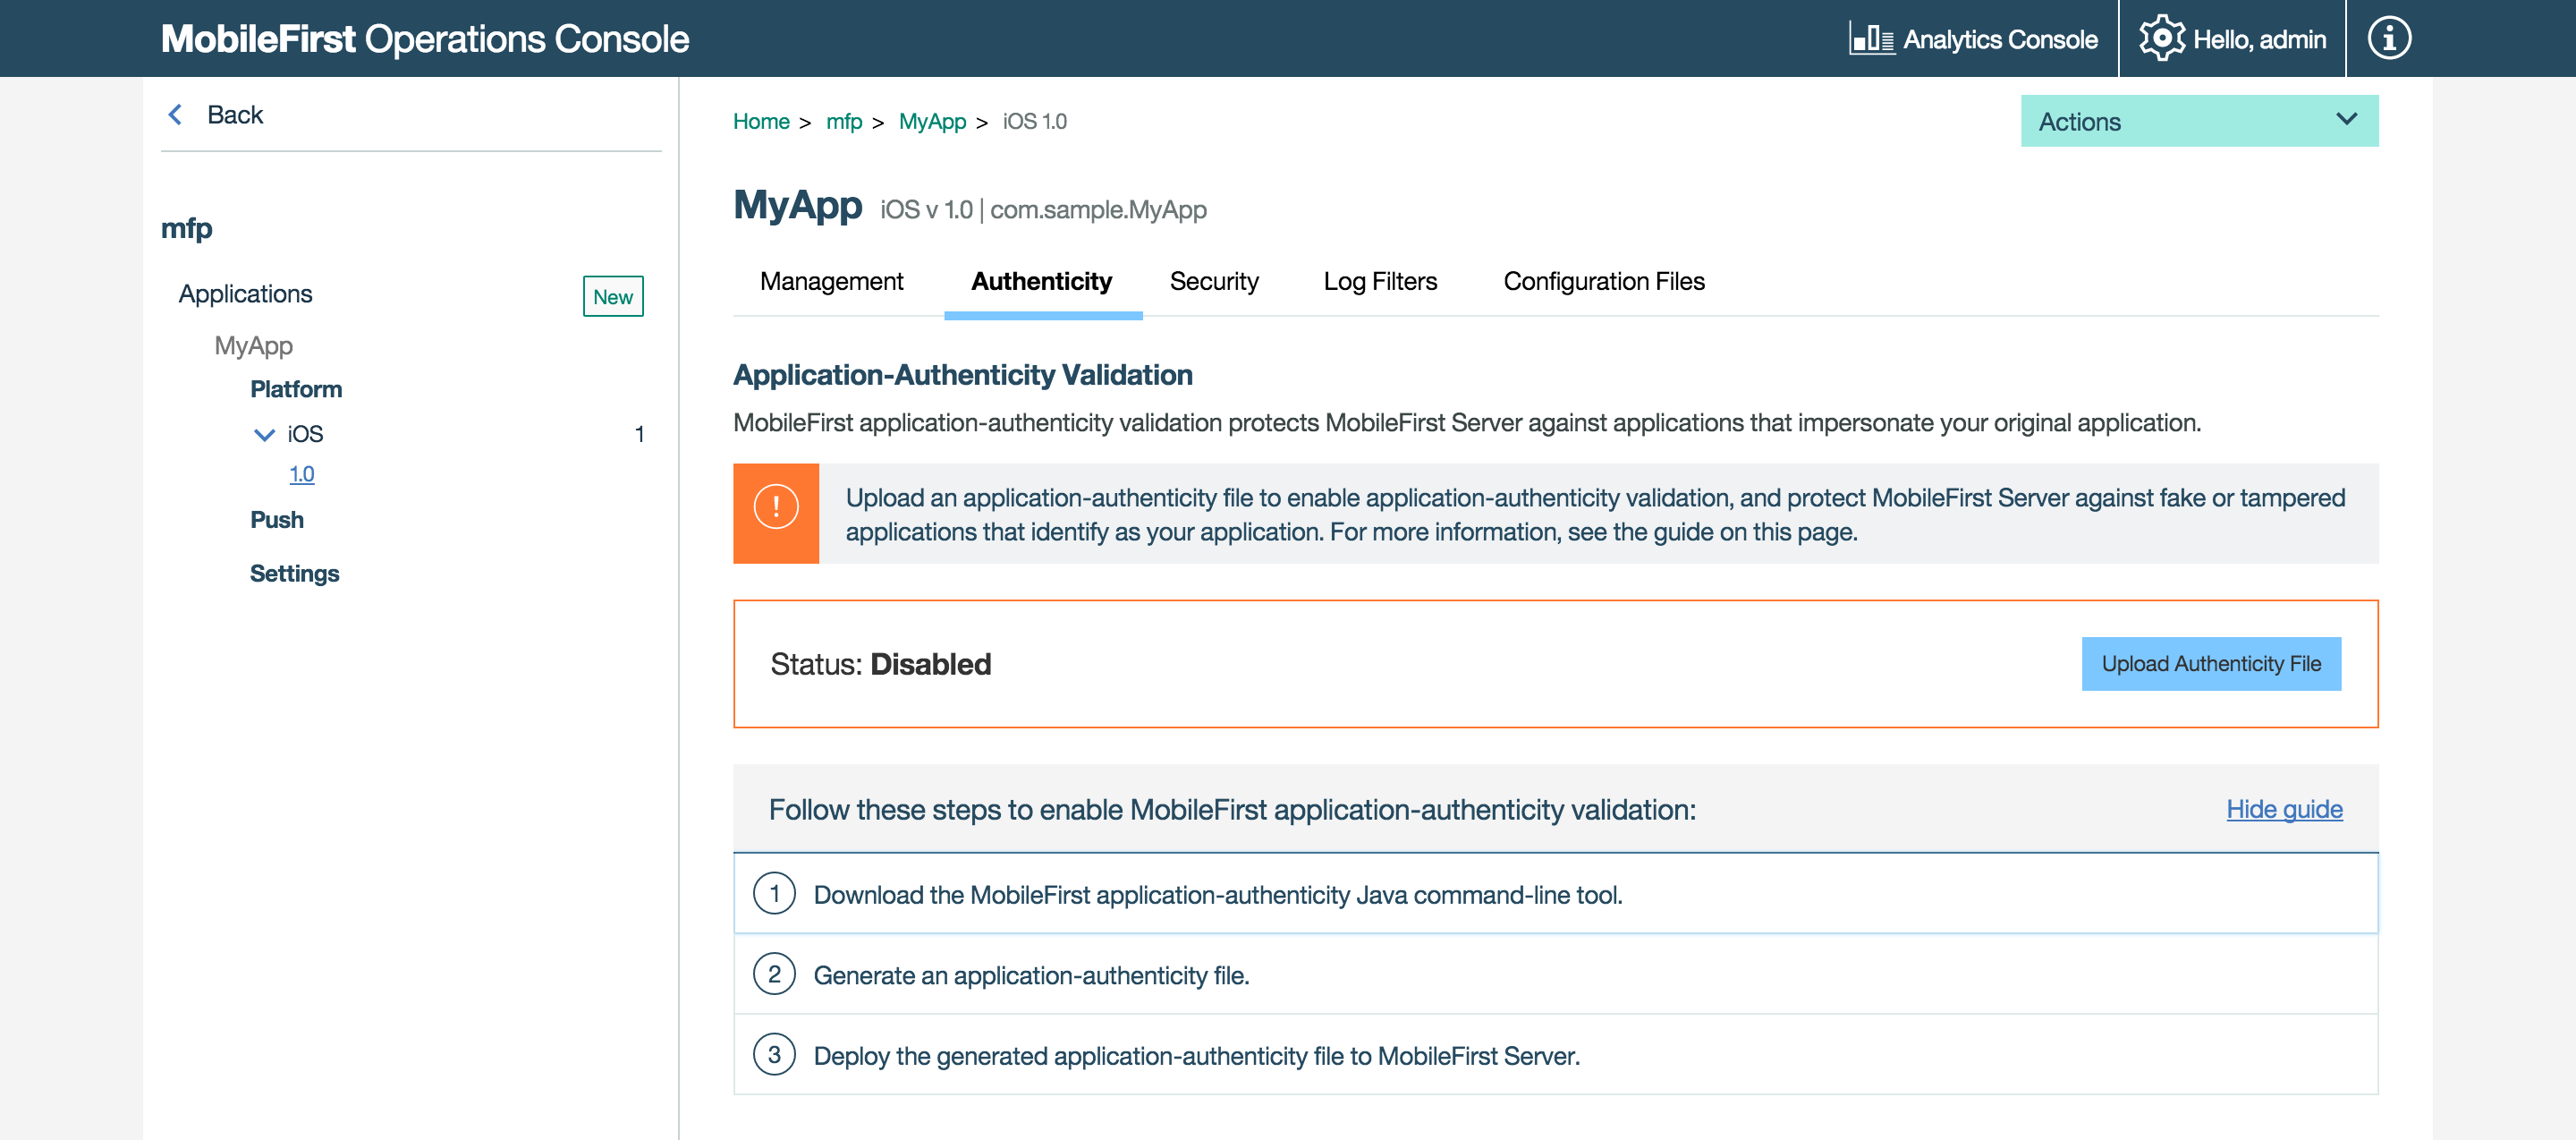 MobileFirst Operations Console
Analytics Console
Hello, admin
Back
mfp
Applications
New
MyApp
Platform
iOS 1
1.0
Push
Settings
Home > mfp > MyApp > iOS 1.0
Actions
MyApp iOS v 1.0 | com.sample.MyApp
Management Authenticity Security Log Filters Configuration Files
Application-Authenticity Validation
MobileFirst application-authenticity validation protects MobileFirst Server against applications that impersonate your original application.
Upload an application-authenticity file to enable application-authenticity validation, and protect MobileFirst Server against fake or tampered
applications that identify as your application. For more information, see the guide on this page.
Status: Disabled
Upload Authenticity File
Follow these steps to enable MobileFirst application-authenticity validation:
Hide guide
1 Download the MobileFirst application-authenticity Java command-line tool.
2 Generate an application-authenticity file.
3 Deploy the generated application-authenticity file to MobileFirst Server.